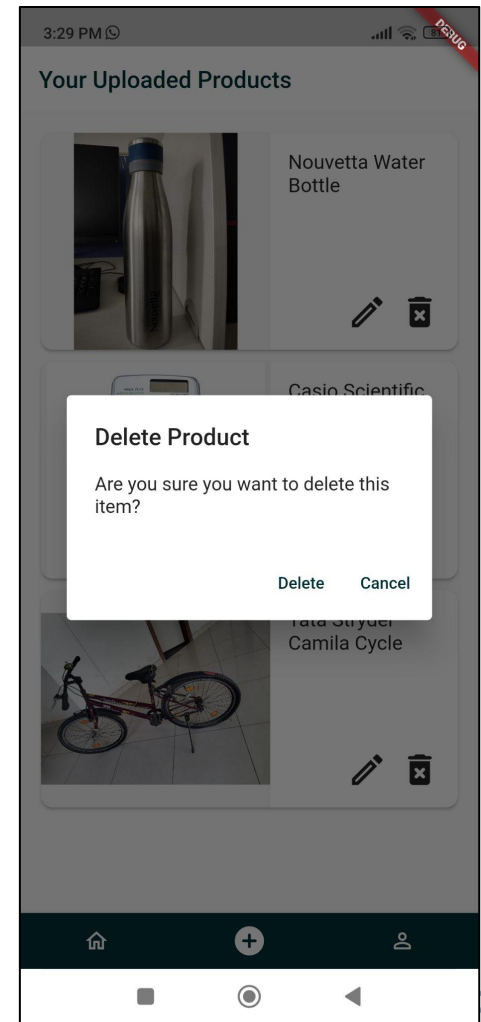 3:29 PM
DEBUG
Your Uploaded Products
Nouvetta Water
Bottle
Casio Scientific
Delete Product
Are you sure you want to delete this
item?
Delete Cancel
Tata Stryder
Camila Cycle